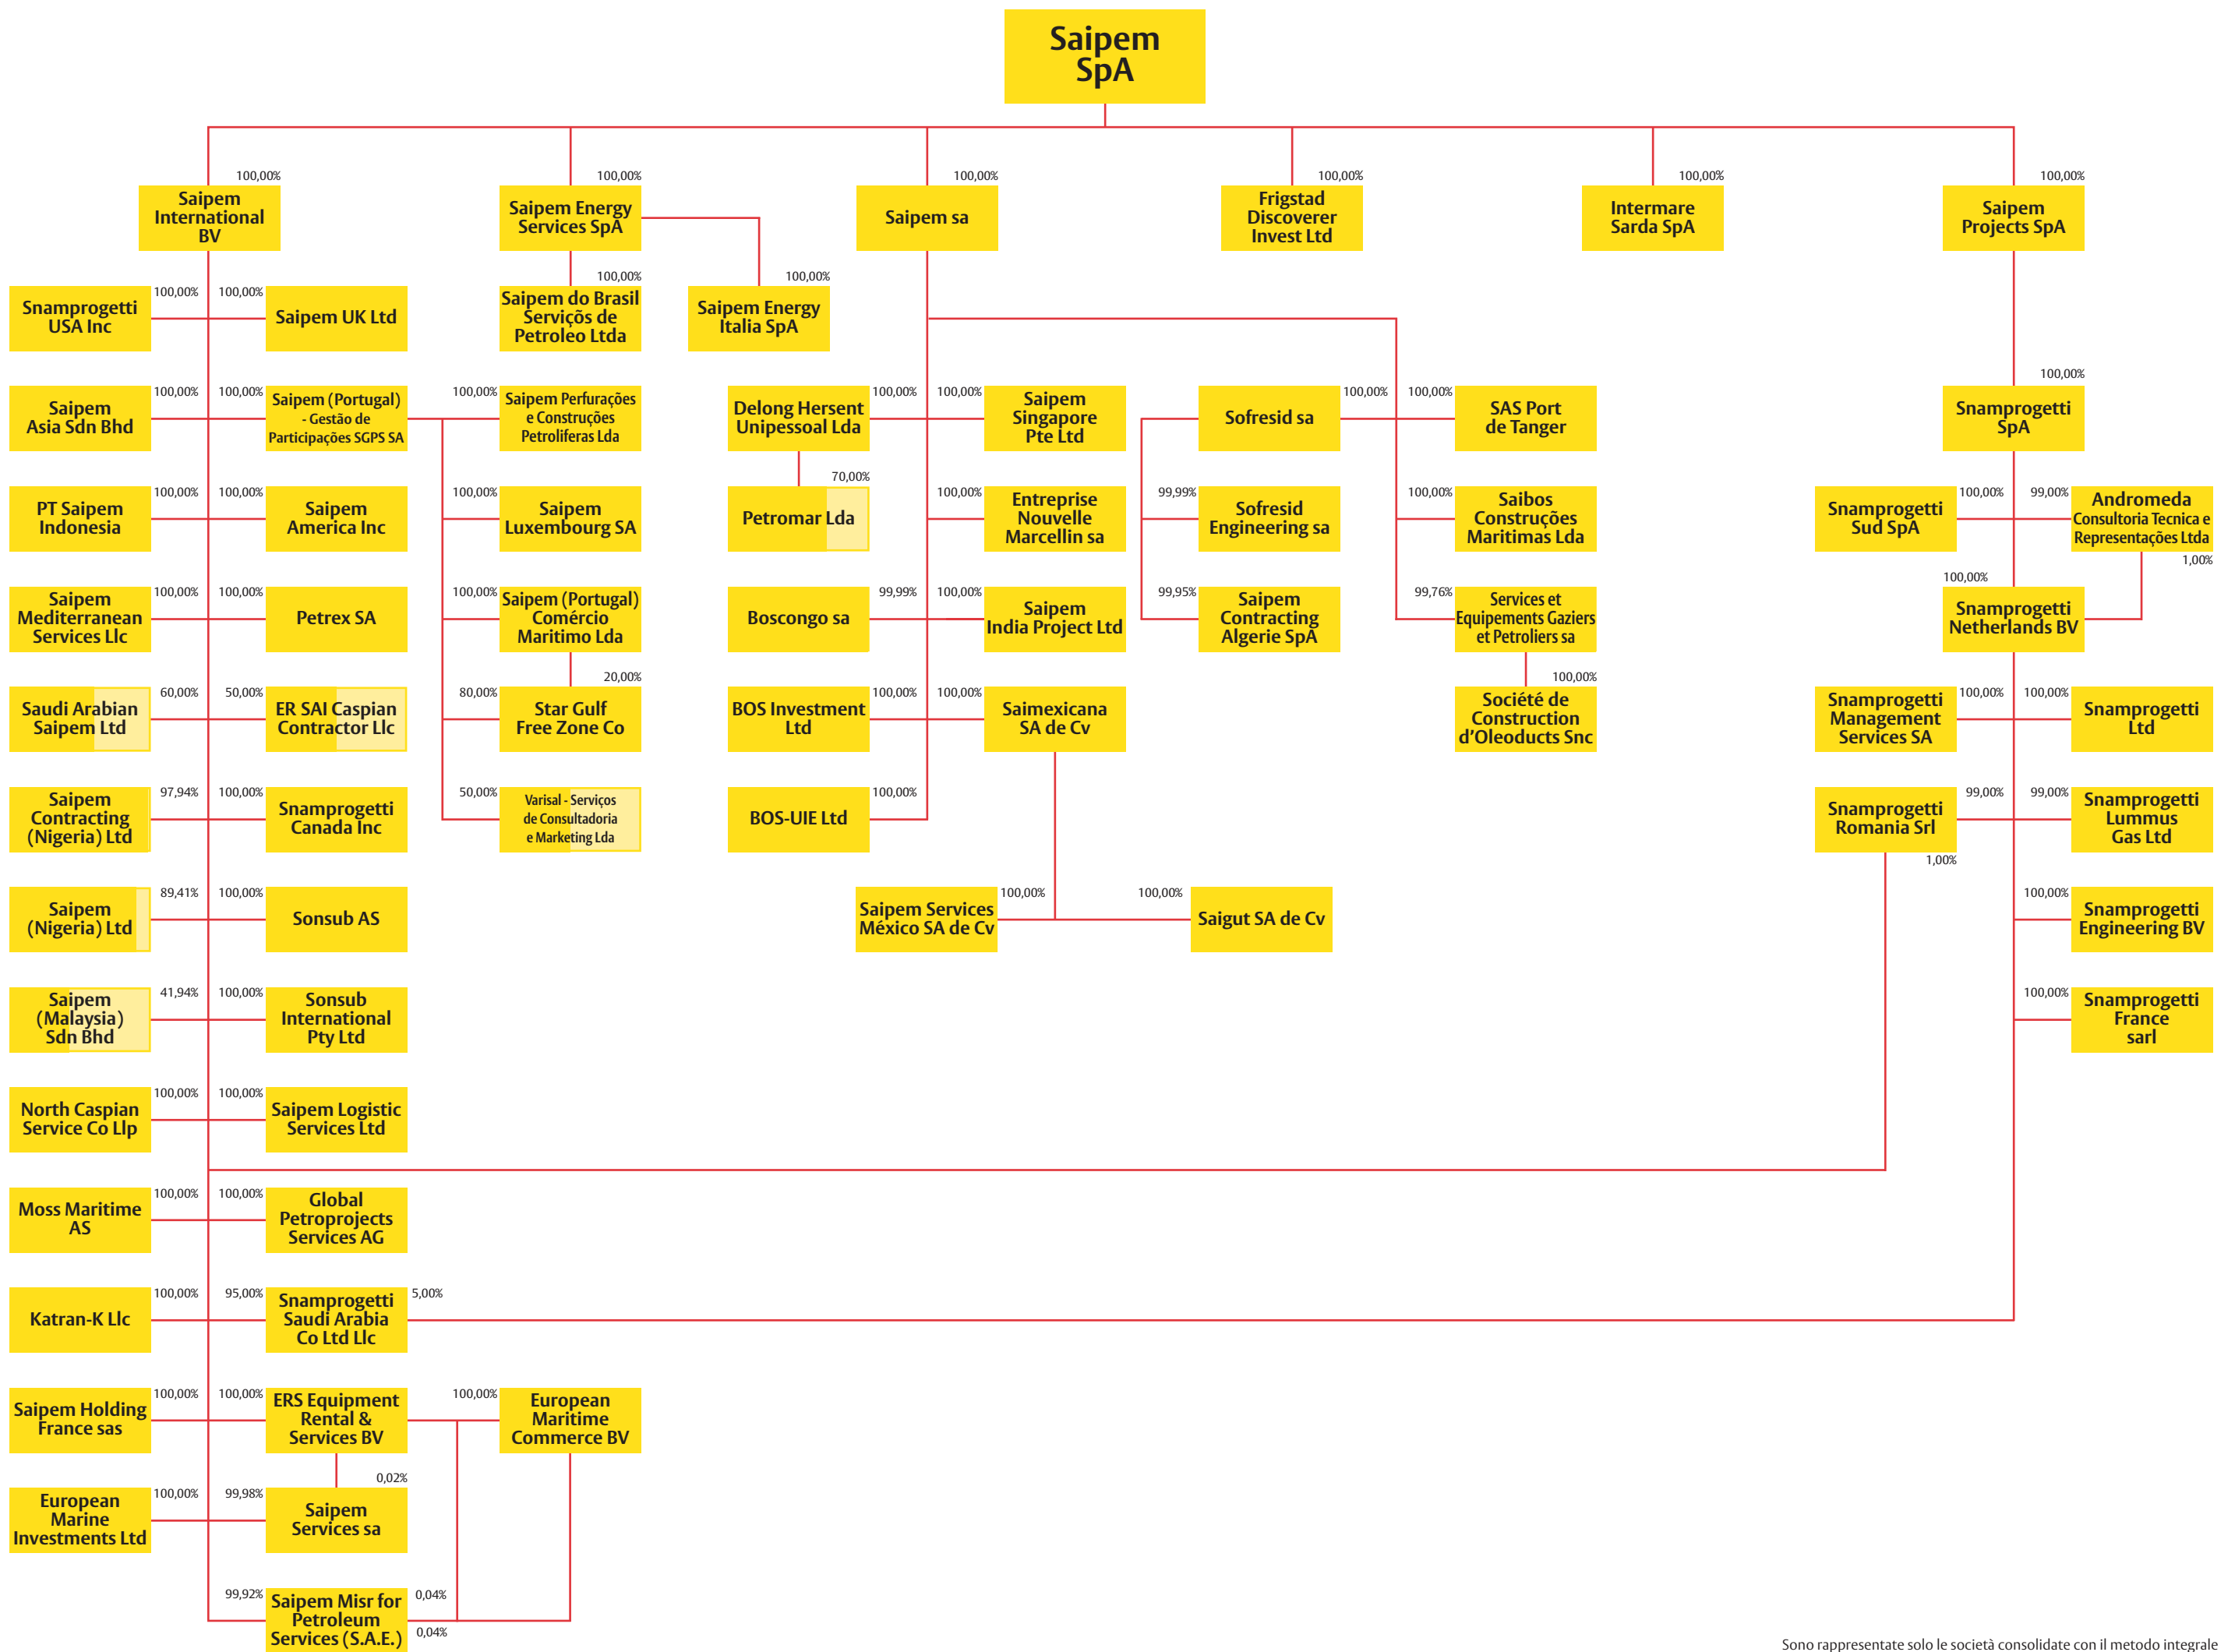 Saipem
SpA
100,00%
100,00%
100,00%
100,00%
100,00%
100,00%
Saipem
International
BV
Saipem Energy
Services SpA
Saipem sa
Frigstad
Discoverer
Invest Ltd
Intermare
Sarda SpA
Saipem
Projects SpA
100,00%
100,00%
100,00%
100,00%
Snamprogetti
USA Inc
Saipem UK Ltd
Saipem do Brasil
Serviçõs de
Petroleo Ltda
Saipem Energy
Italia SpA
100,00%
100,00%
100,00%
100,00%
100,00%
100,00%
100,00%
100,00%
Saipem
Asia Sdn Bhd
Saipem (Portugal)
- Gestão de
Participações SGPS SA
Saipem Perfurações
e Construções
Petroliferas Lda
Delong Hersent
Unipessoal Lda
Saipem
Singapore
Pte Ltd
Sofresid sa
SAS Port
de Tanger
Snamprogetti
SpA
100,00%
100,00%
100,00%
70,00%
100,00%
99,99%
100,00%
100,00%
99,00%
PT Saipem
Indonesia
Saipem
America Inc
Saipem
Luxembourg SA
Petromar Lda
Entreprise
Nouvelle
Marcellin sa
Sofresid
Engineering sa
Saibos
Construções
Maritimas Lda
Snamprogetti
Sud SpA
Andromeda
Consultoria Tecnica e
Representações Ltda
1,00%
100,00%
100,00%
100,00%
99,99%
100,00%
99,95%
99,76%
100,00%
Saipem
Mediterranean
Services Llc
Petrex SA
Saipem (Portugal)
Comércio
Maritimo Lda
Boscongo sa
Saipem
India Project Ltd
Saipem
Contracting
Algerie SpA
Services et
Equipements Gaziers
et Petroliers sa
Snamprogetti
Netherlands BV
60,00%
50,00%
80,00%
20,00%
100,00%
100,00%
100,00%
100,00%
100,00%
Saudi Arabian
Saipem Ltd
ER SAI Caspian
Contractor Llc
Star Gulf
Free Zone Co
BOS Investment
Ltd
Saimexicana
SA de Cv
Société de
Construction
d'Oleoducts Snc
Snamprogetti
Management
Services SA
Snamprogetti
Ltd
97,94%
100,00%
50,00%
100,00%
99,00%
99,00%
Saipem
Contracting
(Nigeria) Ltd
Snamprogetti
Canada Inc
Varisal - Serviços
de Consultadoria
e Marketing Lda
BOS-UIE Ltd
Snamprogetti
Romania Srl
1,00%
Snamprogetti
Lummus
Gas Ltd
89,41%
100,00%
100,00%
100,00%
100,00%
Saipem
(Nigeria) Ltd
Sonsub AS
Saipem Services
México SA de Cv
Saigut SA de Cv
Snamprogetti
Engineering BV
41,94%
100,00%
100,00%
Saipem
(Malaysia)
Sdn Bhd
Sonsub
International
Pty Ltd
Snamprogetti
France
sarl
100,00%
100,00%
North Caspian
Service Co Llp
Saipem Logistic
Services Ltd
100,00%
100,00%
Moss Maritime
AS
Global
Petroprojects
Services AG
100,00%
95,00%
5,00%
Katran-K Llc
Snamprogetti
Saudi Arabia
Co Ltd Llc
100,00%
100,00%
100,00%
Saipem Holding
France sas
ERS Equipment
Rental &
Services BV
European
Maritime
Commerce BV
100,00%
99,98%
0,02%
European
Marine
Investments Ltd
Saipem
Services sa
99,92%
0,04%
Saipem Misr for
Petroleum
Services (S.A.E.)
0,04%
Sono rappresentate solo le società consolidate con il metodo integrale